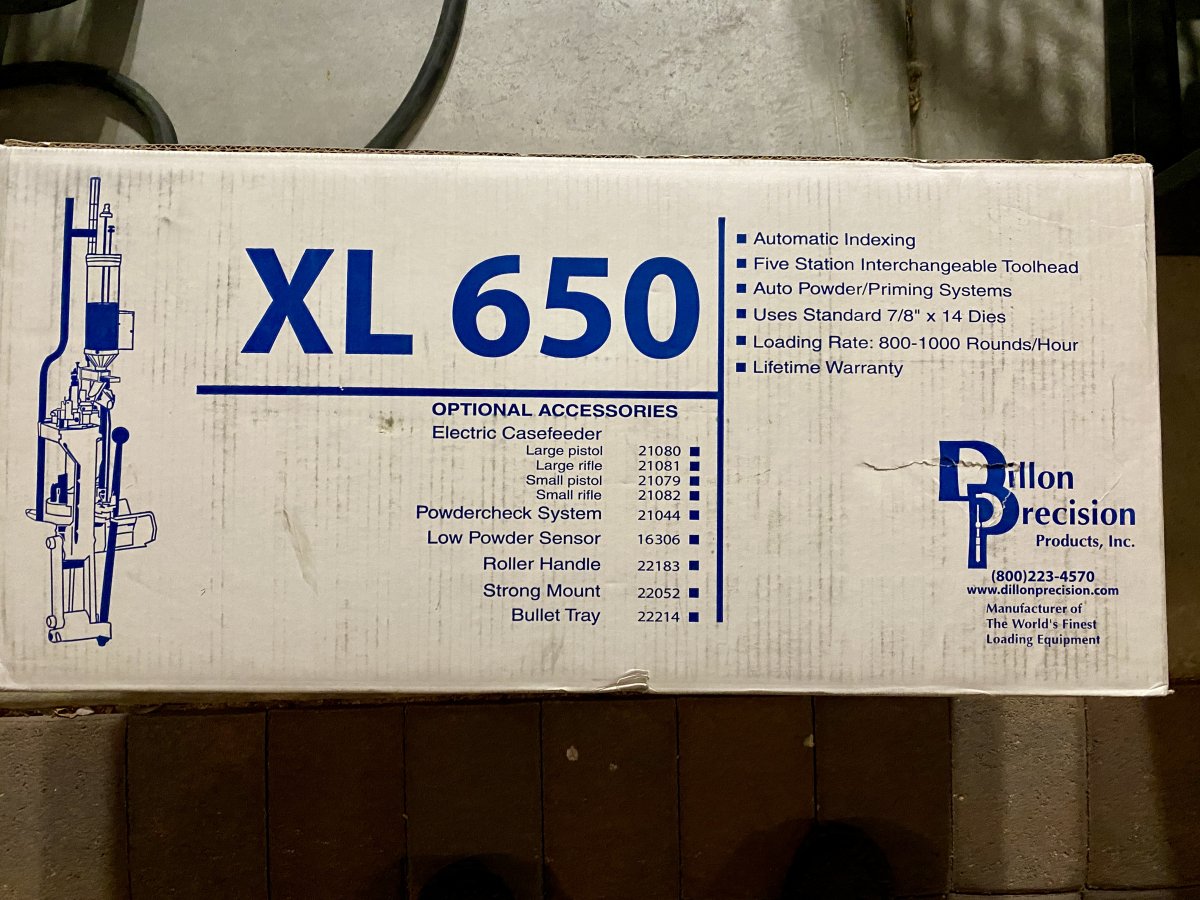 XL 650
OPTIONAL ACCESSORIES
Electric Casefeeder
Large pistol 21080
Large rifle 21081
Small pistol 21079
Small rifle 21082
Powdercheck System 21044
Low Powder Sensor 16306
Roller Handle 22183
Strong Mount 22052
Bullet Tray 22214
Automatic Indexing
Five Station Interchangeable Toolhead
Auto Powder/Priming Systems
Uses Standard 7/8" x 14 Dies
Loading Rate: 800-1000 Rounds/Hour
Lifetime Warranty
Dillon
Precision
Products, Inc.
(800)223-4570
www.dillonprecision.com
Manufacturer of
The World's Finest
Loading Equipment